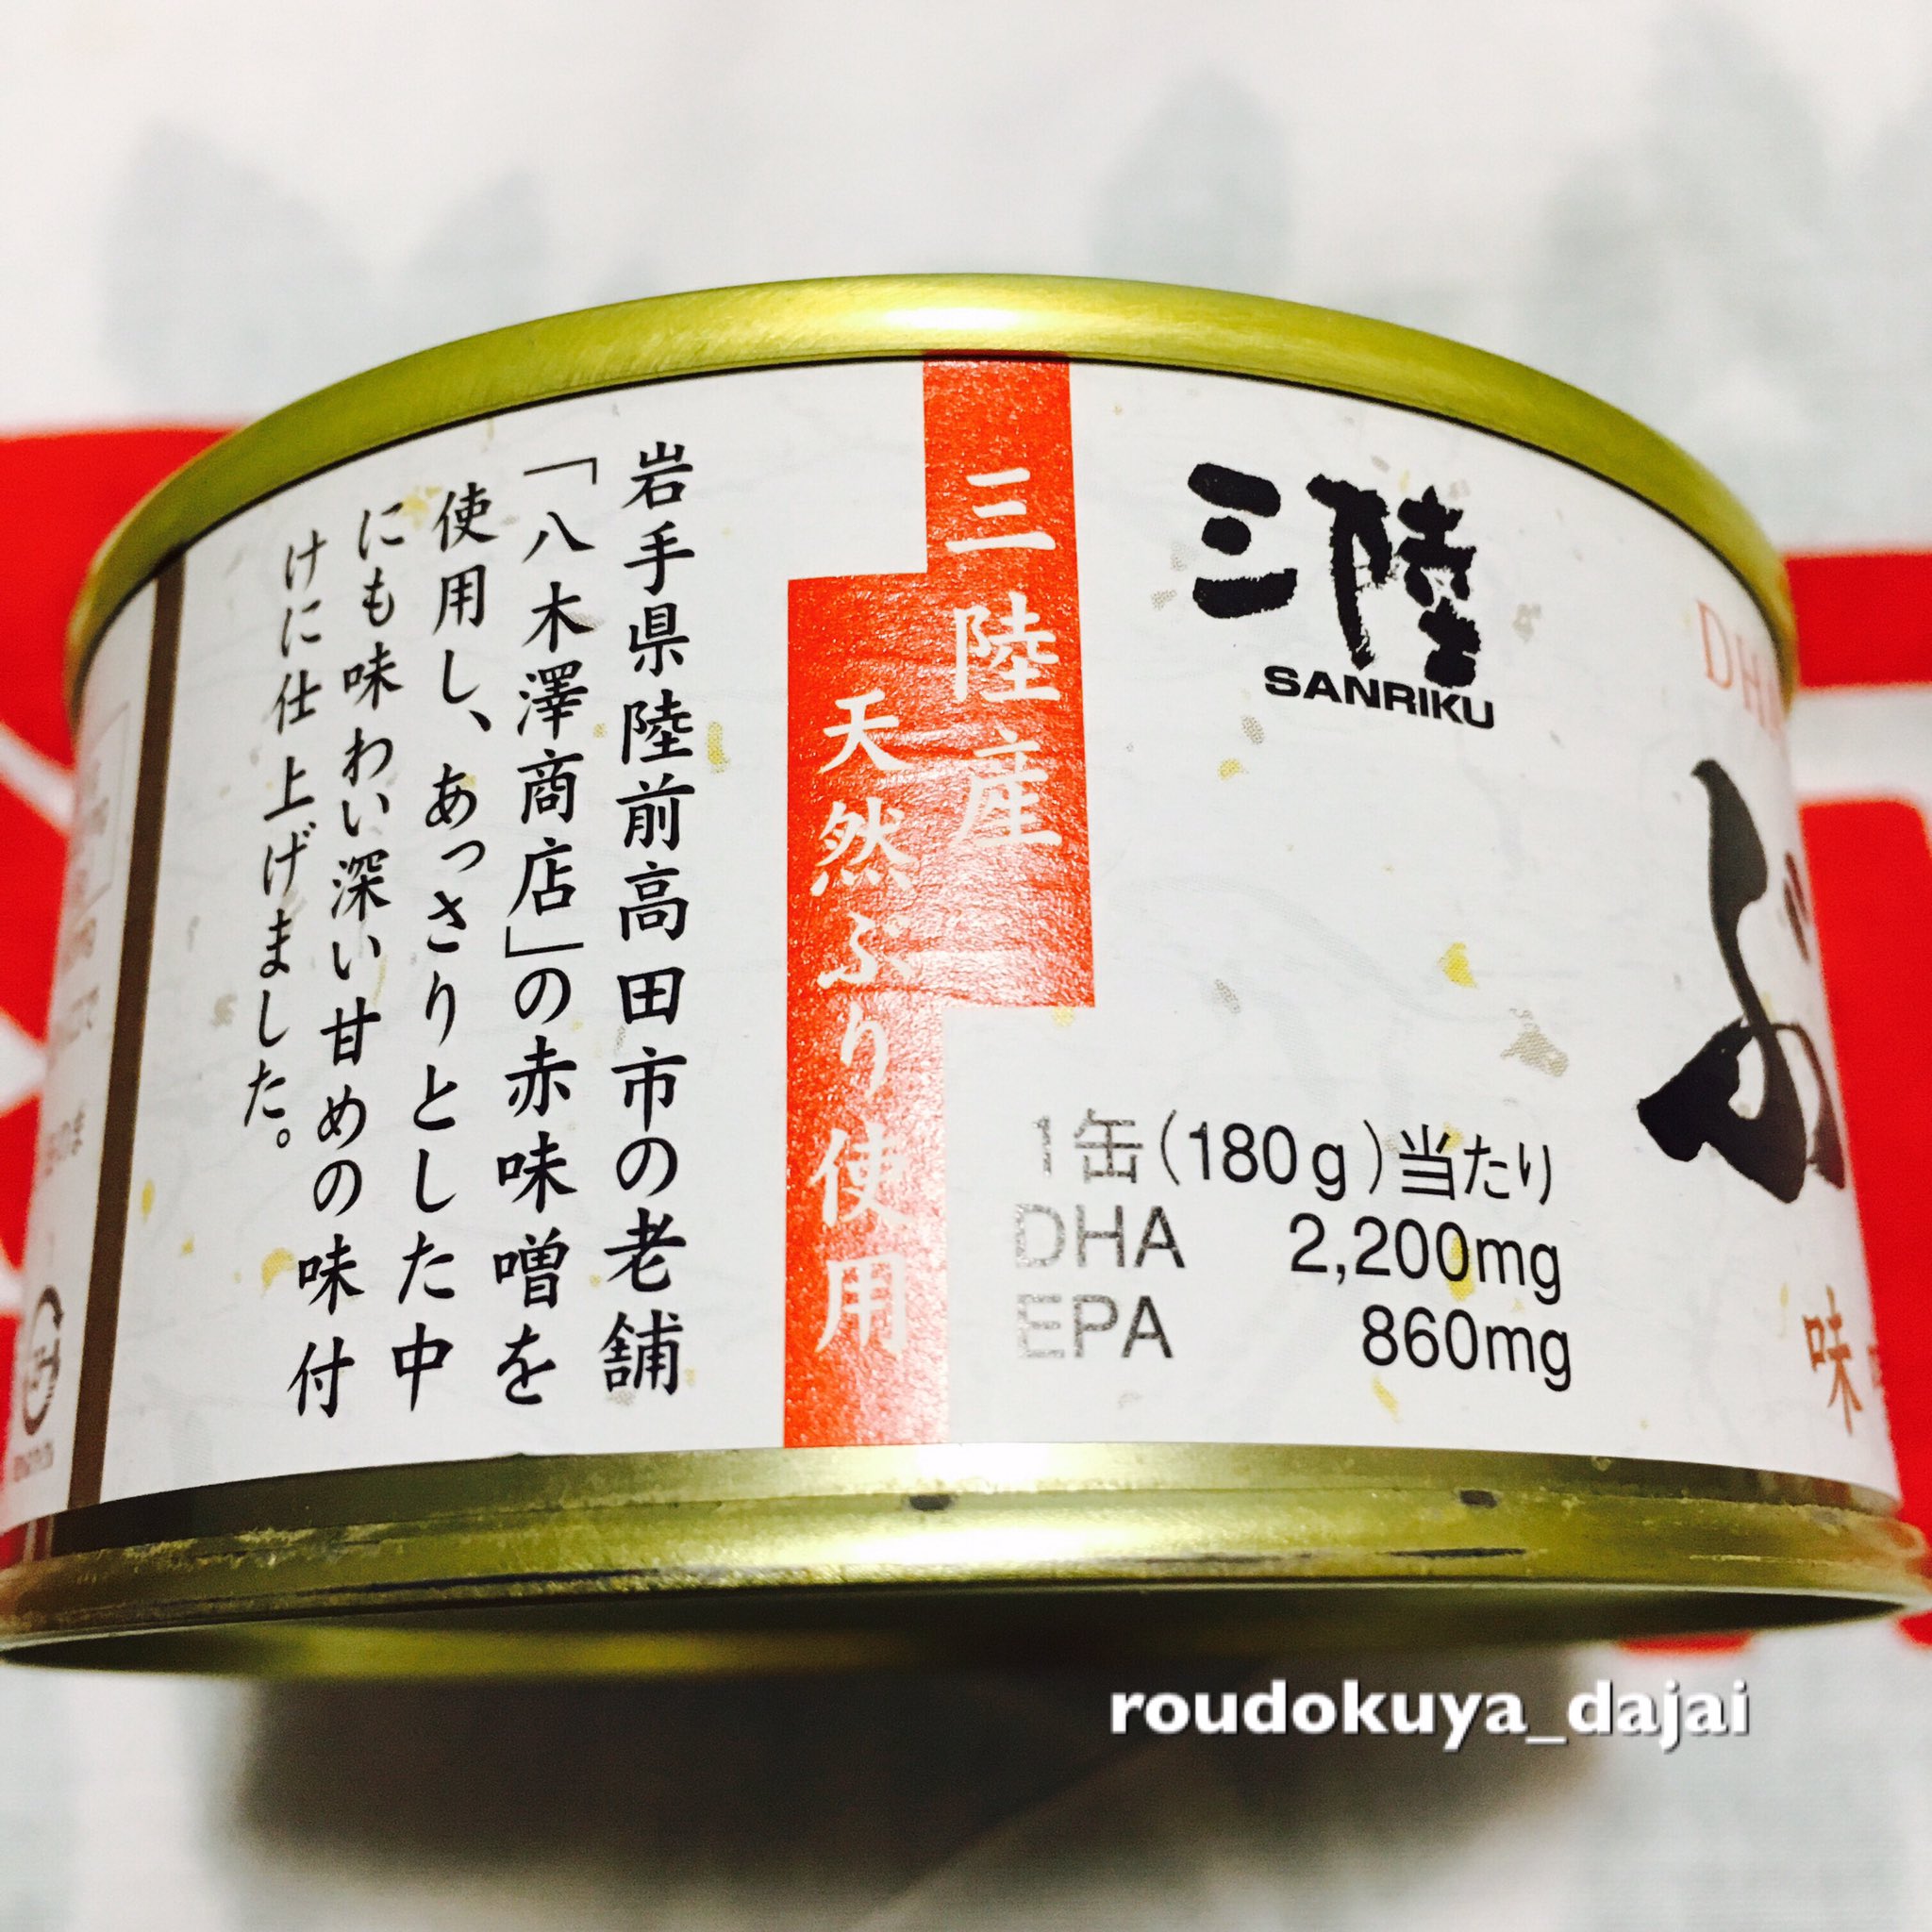 三陸
SANRIKU
DH
ぶ
味
1缶(180g)当たり
DHA 2,200mg
EPA 860mg
三陸産
天然ぶり使用
岩手県陸前高田市の老舗
「八木澤商店」の赤味噌を
使用し、あっさりとした中
にも味わい深い甘めの味付
けに仕上げました。
roudokuya_dajai